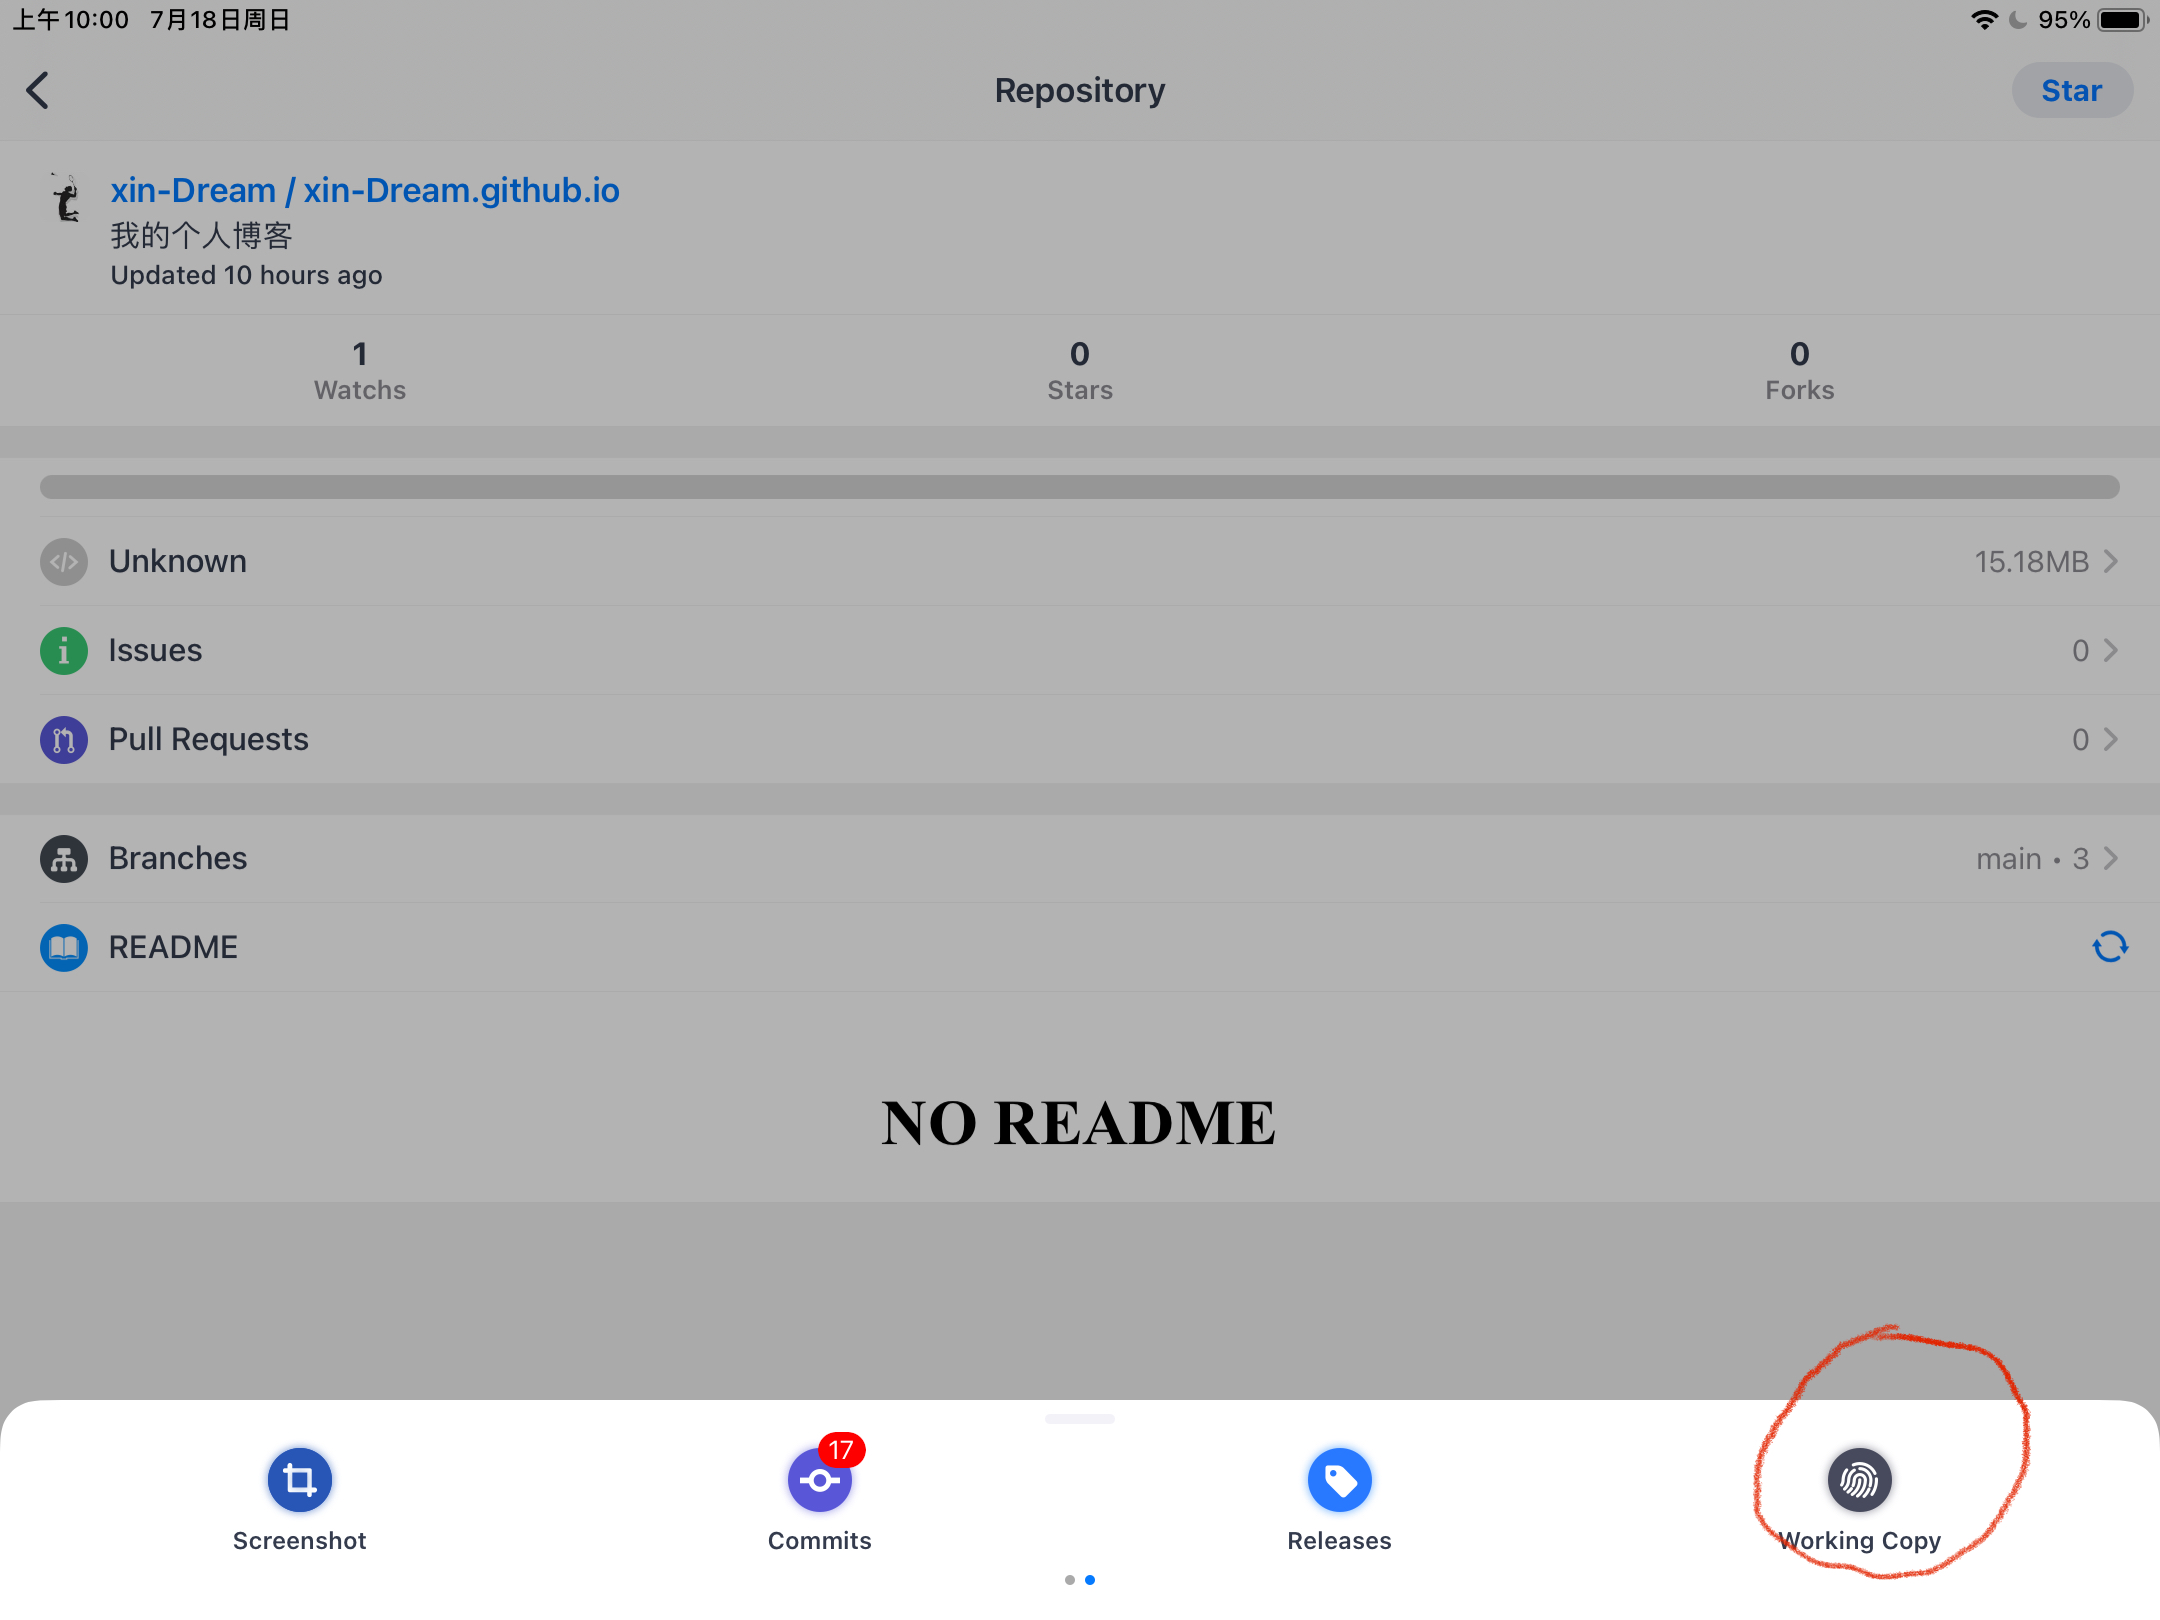 上午10:00 7月18日周日
95%
Repository
Star
xin-Dream / xin-Dream.github.io
我的个人博客
Updated 10 hours ago
1
Watchs
0
Stars
0
Forks
Unknown
15.18MB
Issues
0
Pull Requests
0
Branches
main • 3
README
NO README
17
Screenshot
Commits
Releases
Working Copy